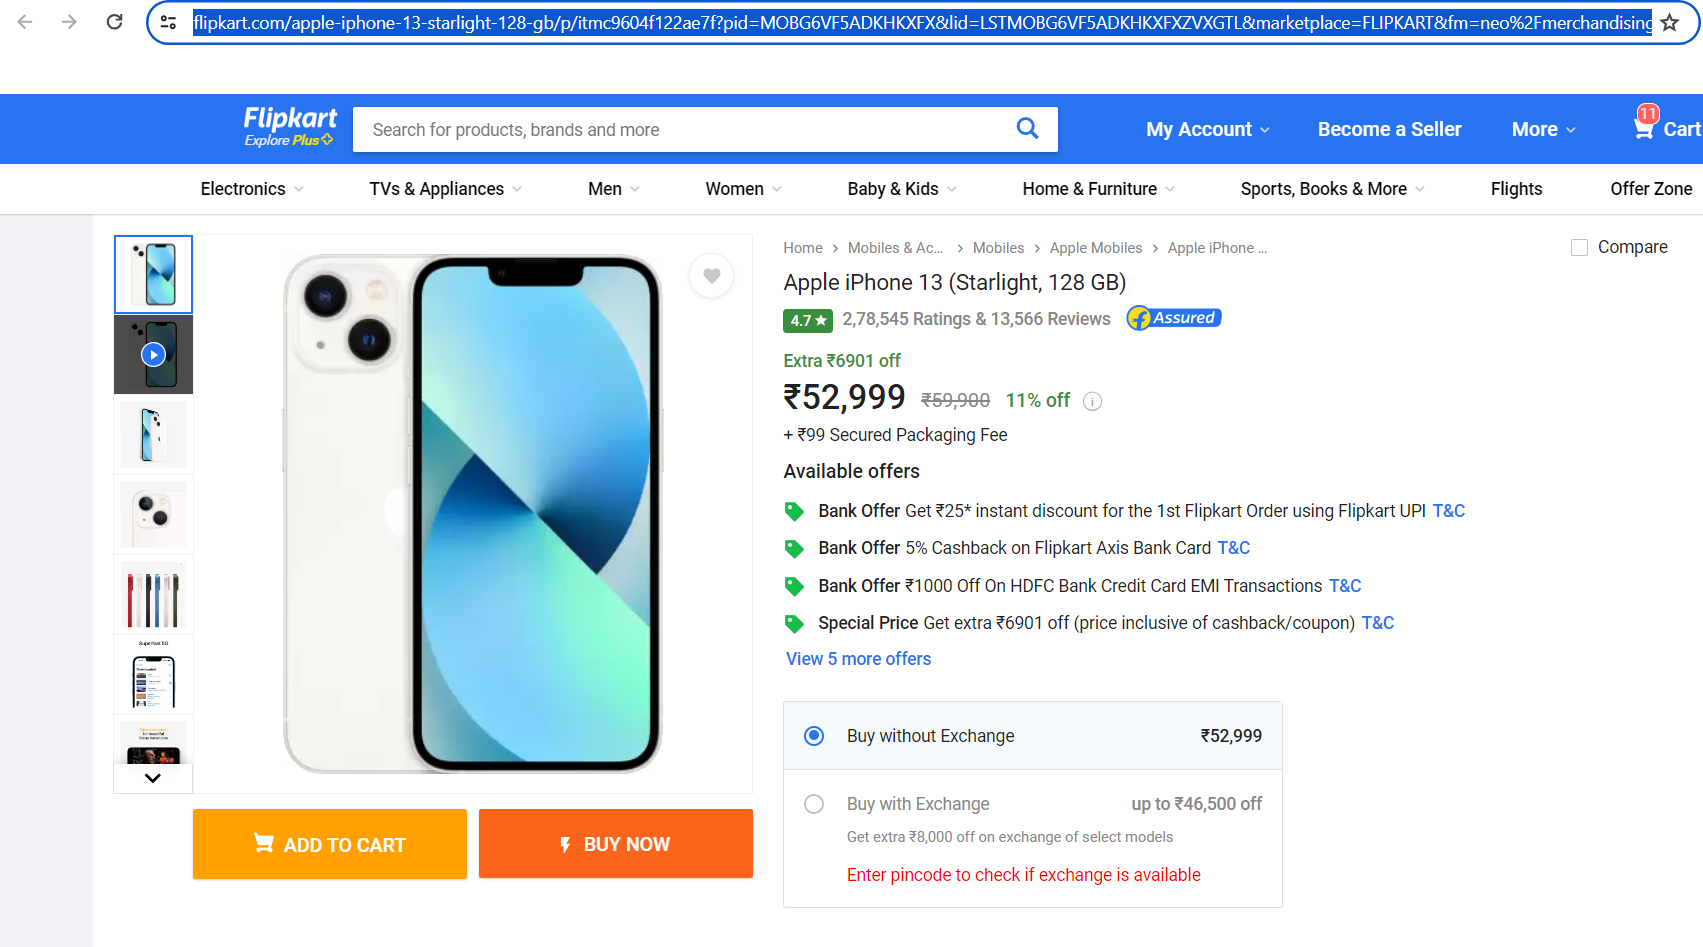 flipkart.com/apple-iphone-13-starlight-128-gb/p/itmc9604f122ae7f?pid=MOBG6VF5ADKHKXFX&lid=LSTMOBG6VF5ADKHKXFXZVXGTL&marketplace=FLIPKART&fm=neo%2Fmerchandising
Flipkart
Explore Plus
Search for products, brands and more
My Account
Become a Seller
More
11
Cart
Electronics
TVs & Appliances
Men
Women
Baby & Kids
Home & Furniture
Sports, Books & More
Flights
Offer Zone
Home > Mobiles & Ac... > Mobiles > Apple Mobiles > Apple iPhone ...
Compare
Apple iPhone 13 (Starlight, 128 GB)
4.7★ 2,78,545 Ratings & 13,566 Reviews Assured
Extra ₹6901 off
₹52,999 ₹59,900 11% off
+ ₹99 Secured Packaging Fee
Available offers
Bank Offer Get ₹25* instant discount for the 1st Flipkart Order using Flipkart UPI T&C
Bank Offer 5% Cashback on Flipkart Axis Bank Card T&C
Bank Offer ₹1000 Off On HDFC Bank Credit Card EMI Transactions T&C
Special Price Get extra ₹6901 off (price inclusive of cashback/coupon) T&C
View 5 more offers
Buy without Exchange ₹52,999
Buy with Exchange up to ₹46,500 off
Get extra ₹8,000 off on exchange of select models
Enter pincode to check if exchange is available
Superfast 5G
ADD TO CART
BUY NOW